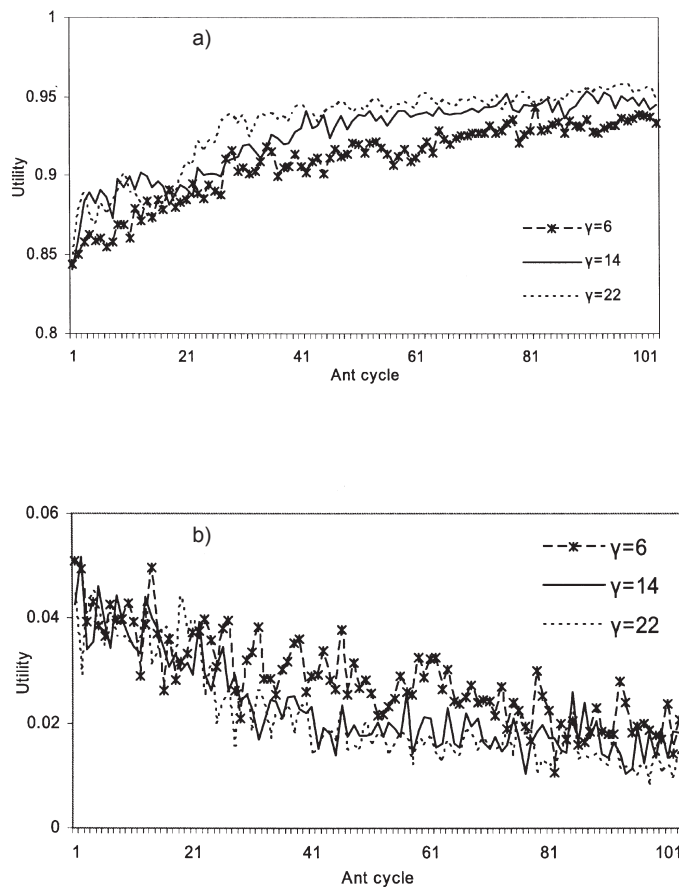 1
a)
0.95
0.9
0.85
0.8
Utility
γ=6
γ=14
γ=22
1 21 41 61 81 101
Ant cycle
0.06
b)
0.04
0.02
0
Utility
γ=6
γ=14
γ=22
1 21 41 61 81 101
Ant cycle